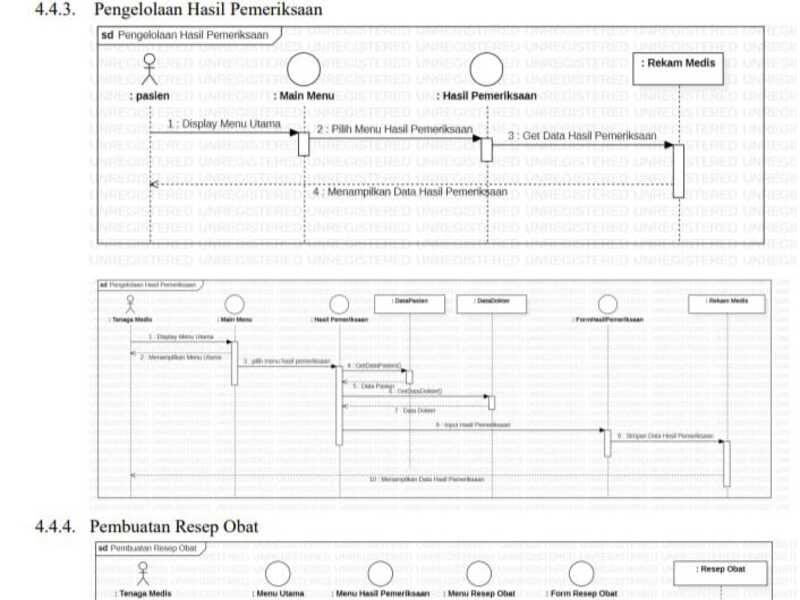 4.4.3. Pengelolaan Hasil Pemeriksaan
sd Pengelolaan Hasil Pemeriksaan
: pasien
: Main Menu
: Hasil Pemeriksaan
: Rekam Medis
1 : Display Menu Utama
2 : Pilih Menu Hasil Pemeriksaan
3 : Get Data Hasil Pemeriksaan
4 : Menampilkan Data Hasil Pemeriksaan
UNREGISTERED UNREGISTERED UNREGISTERED UNREGISTERED UNREGISTERED
sd Pengelolaan Hasil Pemeriksaan
: Tenaga Medis
: Main Menu
: Hasil Pemeriksaan
: DataPasien
: DataDokter
: FormHasilPemeriksaan
: Rekam Medis
1 : Display Menu Utama
2 : Menampilkan Menu Utama
3 : pilih menu hasil pemeriksaan
4 : GetDataPasien()
5 : Data Pasien
6 : GetDataDokter()
7 : Data Dokter
8 : Input Hasil Pemeriksaan
9 : Simpan Data Hasil Pemeriksaan
10 : Menampilkan Data Hasil Pemeriksaan
4.4.4. Pembuatan Resep Obat
sd Pembuatan Resep Obat
: Tenaga Medis
: Menu Utama
: Menu Hasil Pemeriksaan
: Menu Resep Obat
: Form Resep Obat
: Resep Obat